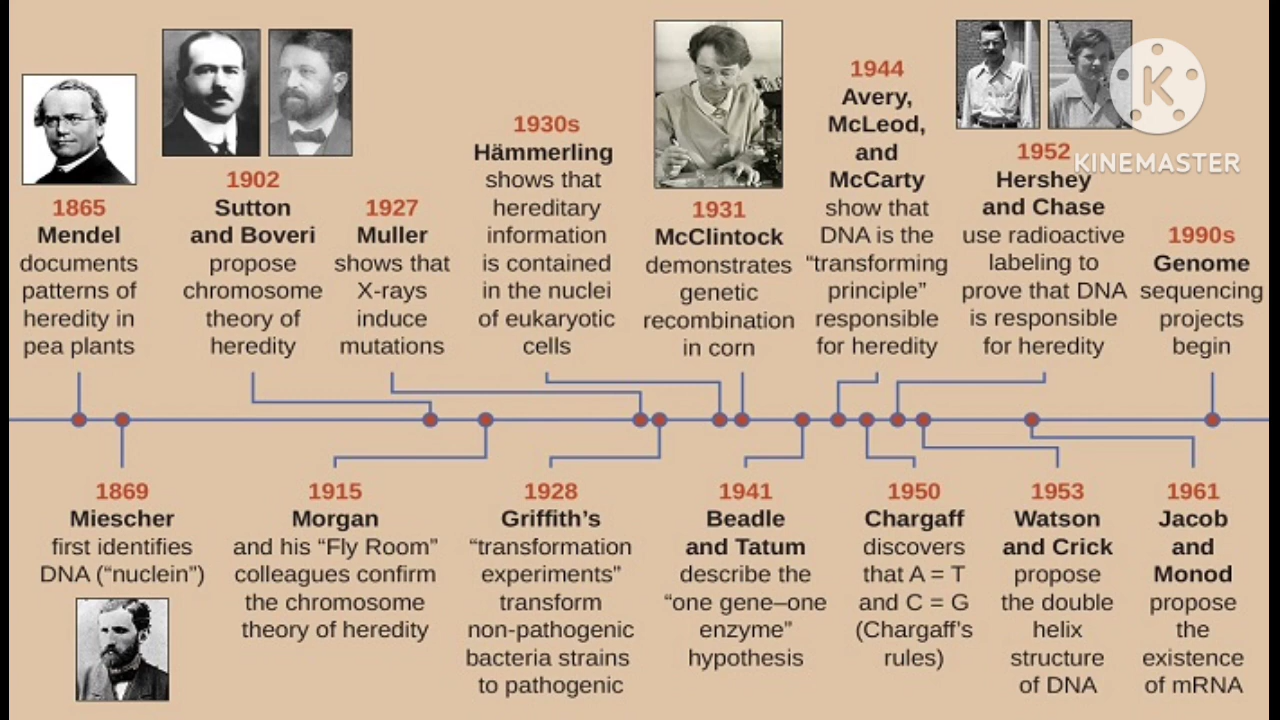 1865
Mendel
documents
patterns of
heredity in
pea plants
1902
Sutton
and Boveri
propose
chromosome
theory of
heredity
1927
Muller
shows that
X-rays
induce
mutations
1930s
Hämmerling
shows that
hereditary
information
is contained
in the nuclei
of eukaryotic
cells
1931
McClintock
demonstrates
genetic
recombination
in corn
1944
Avery,
McLeod,
and
McCarty
show that
DNA is the
“transforming
principle”
responsible
for heredity
1952
Hershey
and Chase
use radioactive
labeling to
prove that DNA
is responsible
for heredity
K
KINEMASTER
1990s
Genome
sequencing
projects
begin
1869
Miescher
first identifies
DNA (“nuclein”)
1915
Morgan
and his “Fly Room”
colleagues confirm
the chromosome
theory of heredity
1928
Griffith’s
“transformation
experiments”
transform
non-pathogenic
bacteria strains
to pathogenic
1941
Beadle
and Tatum
describe the
“one gene–one
enzyme”
hypothesis
1950
Chargaff
discovers
that A = T
and C = G
(Chargaff’s
rules)
1953
Watson
and Crick
propose
the double
helix
structure
of DNA
1961
Jacob
and
Monod
propose
the
existence
of mRNA